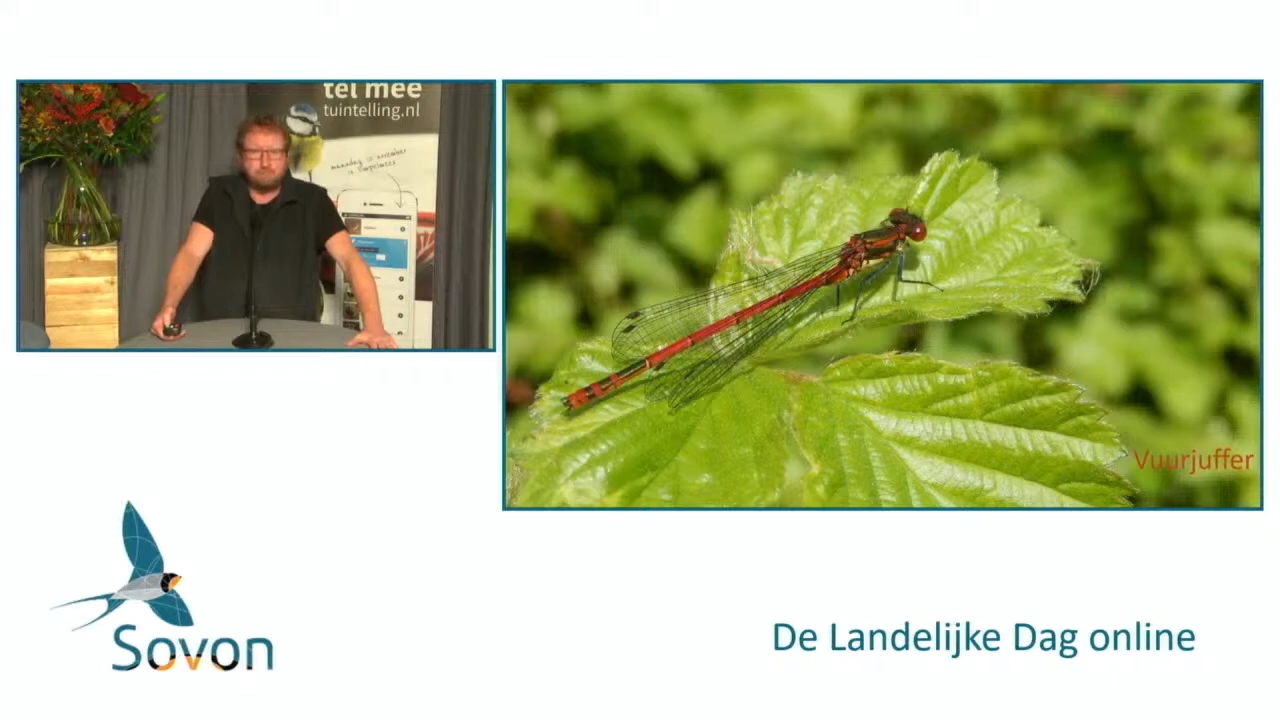 tel mee
tuintelling.nl
Vuurjuffer
Sovon
De Landelijke Dag online